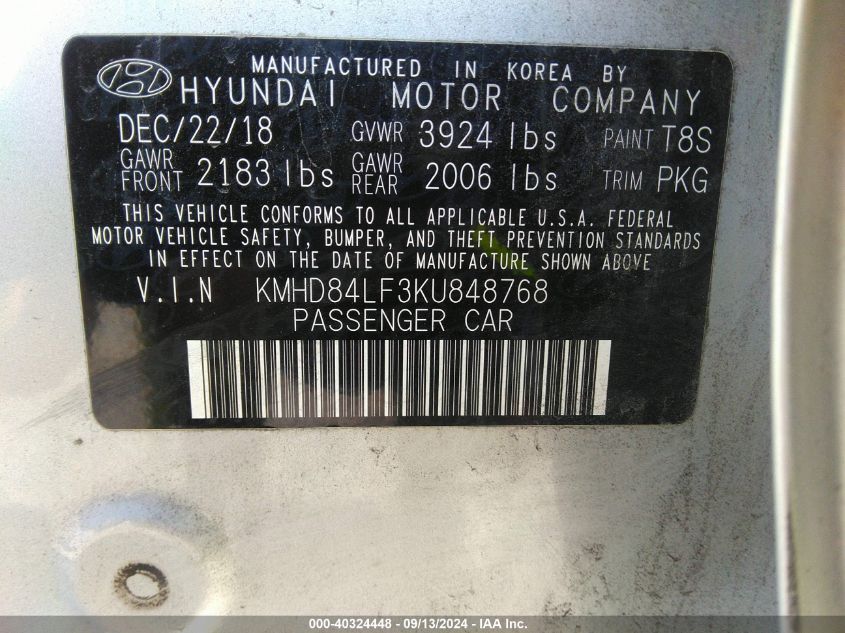 MANUFACTURED IN KOREA BY
HYUNDAI MOTOR COMPANY
DEC/22/18 GVWR 3924 lbs PAINT T8S
GAWR FRONT 2183 lbs GAWR REAR 2006 lbs TRIM PKG
THIS VEHICLE CONFORMS TO ALL APPLICABLE U.S.A. FEDERAL
MOTOR VEHICLE SAFETY, BUMPER, AND THEFT PREVENTION STANDARDS
IN EFFECT ON THE DATE OF MANUFACTURE SHOWN ABOVE
V.I.N KMHD84LF3KU848768
PASSENGER CAR
000-40324448 - 09/13/2024 - IAA Inc.